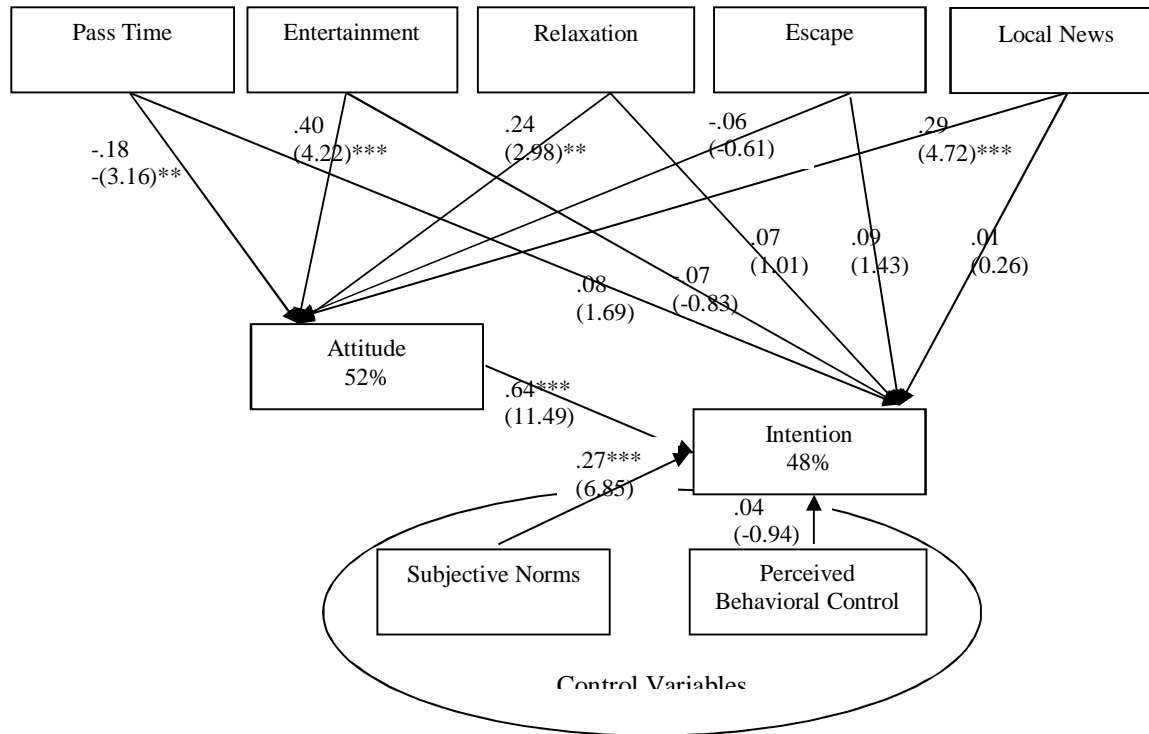 Pass Time
Entertainment
Relaxation
Escape
Local News
-.18
-(3.16)**
.40
(4.22)***
.24
(2.98)**
-.06
(-0.61)
.29
(4.72)***
.08
(1.69)
-.07
(-0.83)
.07
(1.01)
.09
(1.43)
.01
(0.26)
Attitude
52%
.64***
(11.49)
Intention
48%
.27***
(6.85)
.04
(-0.94)
Subjective Norms
Perceived
Behavioral Control
Control Variables